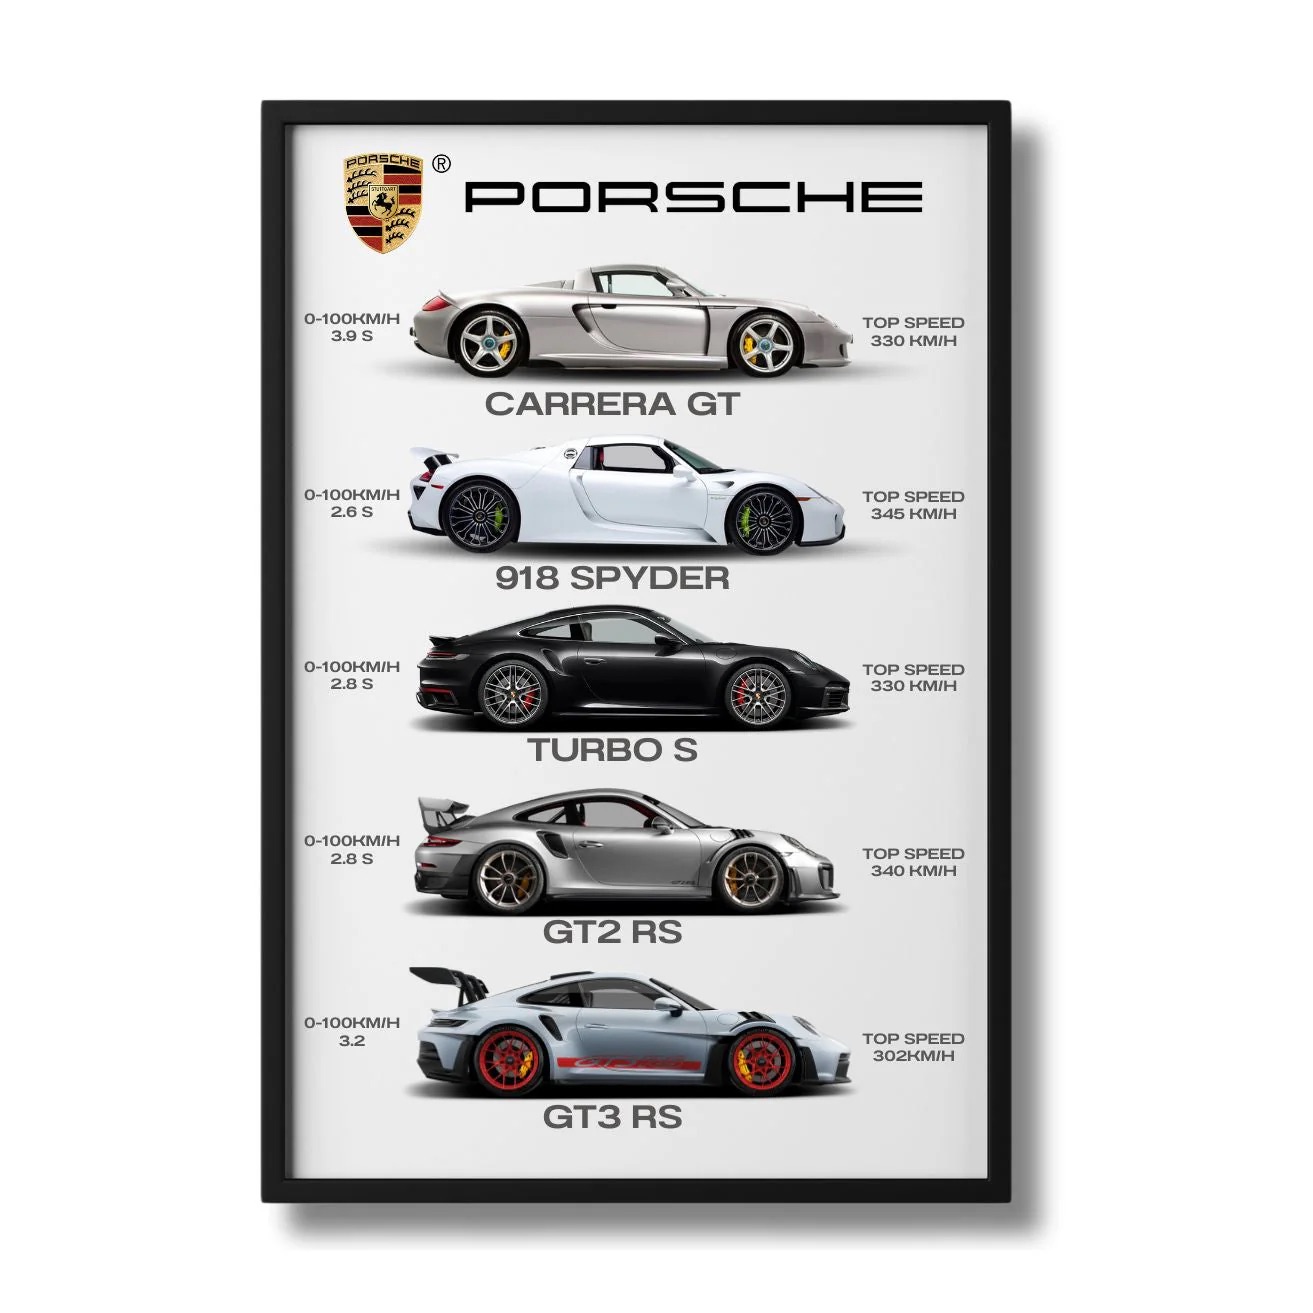 PORSCHE
STUTTGART
®
PORSCHE
0-100KM/H
3.9 S
TOP SPEED
330 KM/H
CARRERA GT
0-100KM/H
2.6 S
TOP SPEED
345 KM/H
918 SPYDER
0-100KM/H
2.8 S
TOP SPEED
330 KM/H
TURBO S
0-100KM/H
2.8 S
TOP SPEED
340 KM/H
GT2 RS
0-100KM/H
3.2
TOP SPEED
302KM/H
GT3 RS